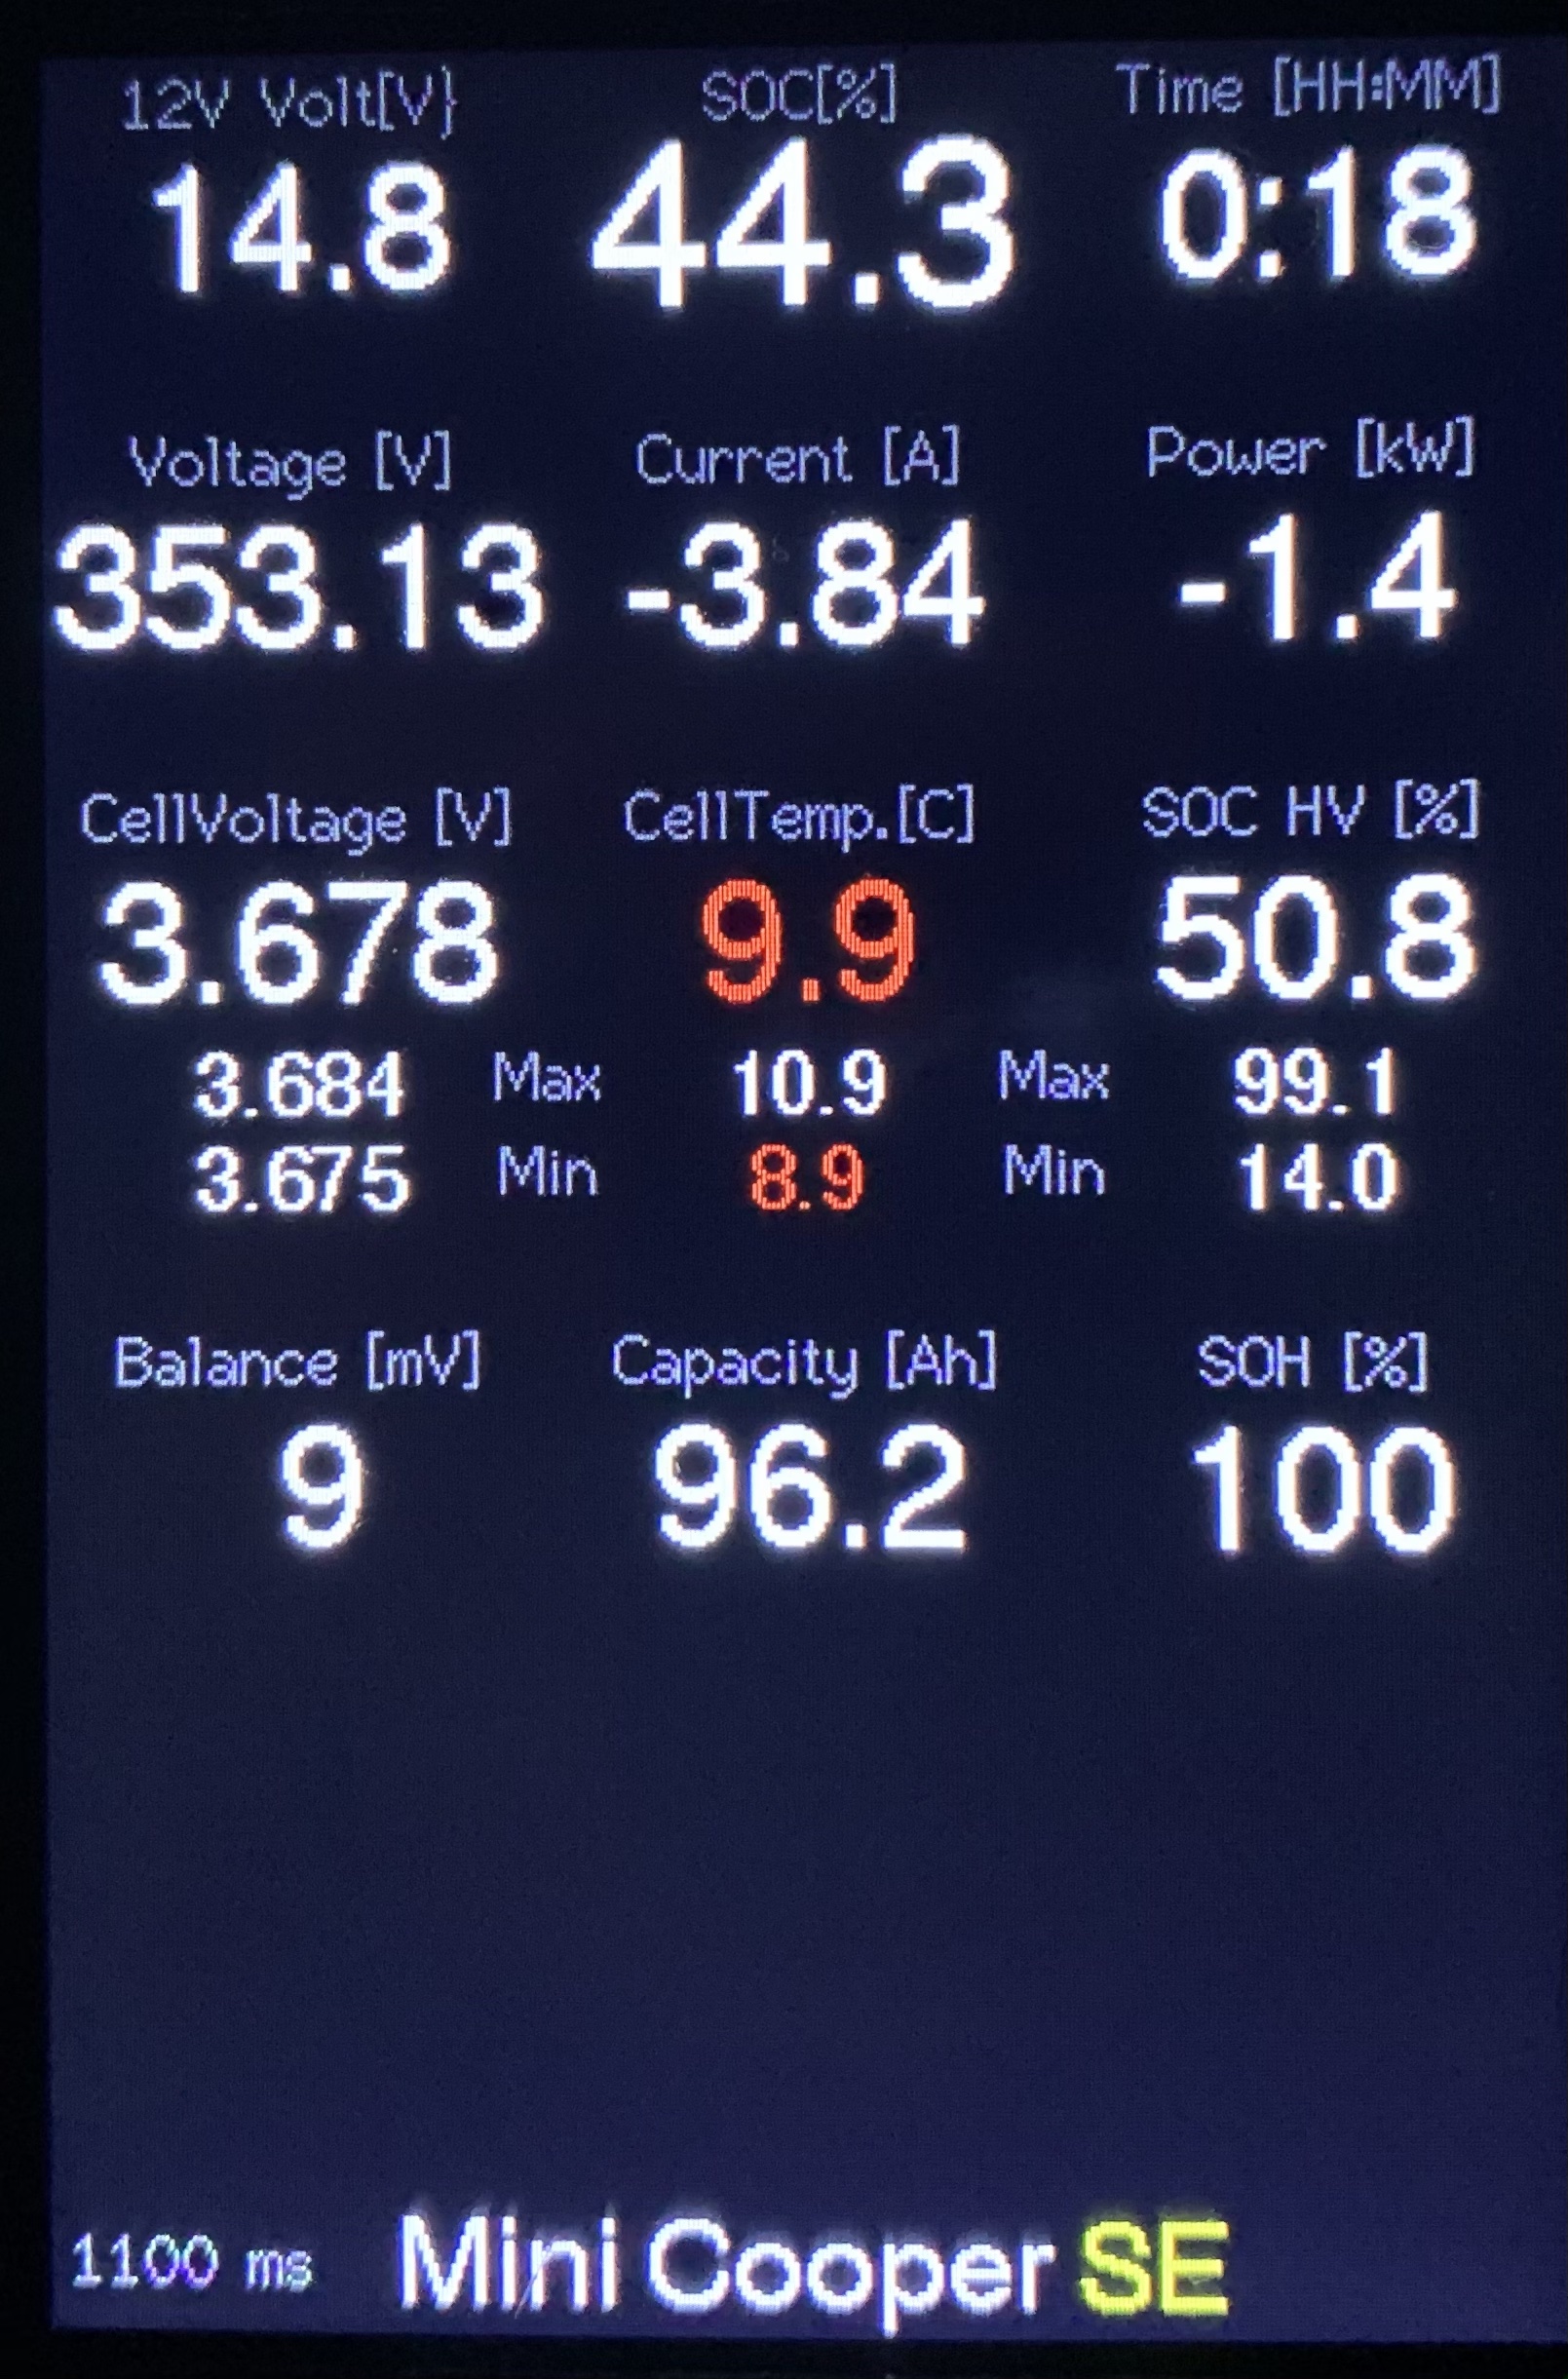 12V Volt[V} SOC[%] Time [HH:MM]
14.8 44.3 0:18
Voltage [V] Current [A] Power [kW]
353.13 -3.84 -1.4
CellVoltage [V] CellTemp.[C] SOC HV [%]
3.678 9.9 50.8
3.684 Max 10.9 Max 99.1
3.675 Min 8.9 Min 14.0
Balance [mV] Capacity [Ah] SOH [%]
9 96.2 100
1100 ms Mini Cooper SE